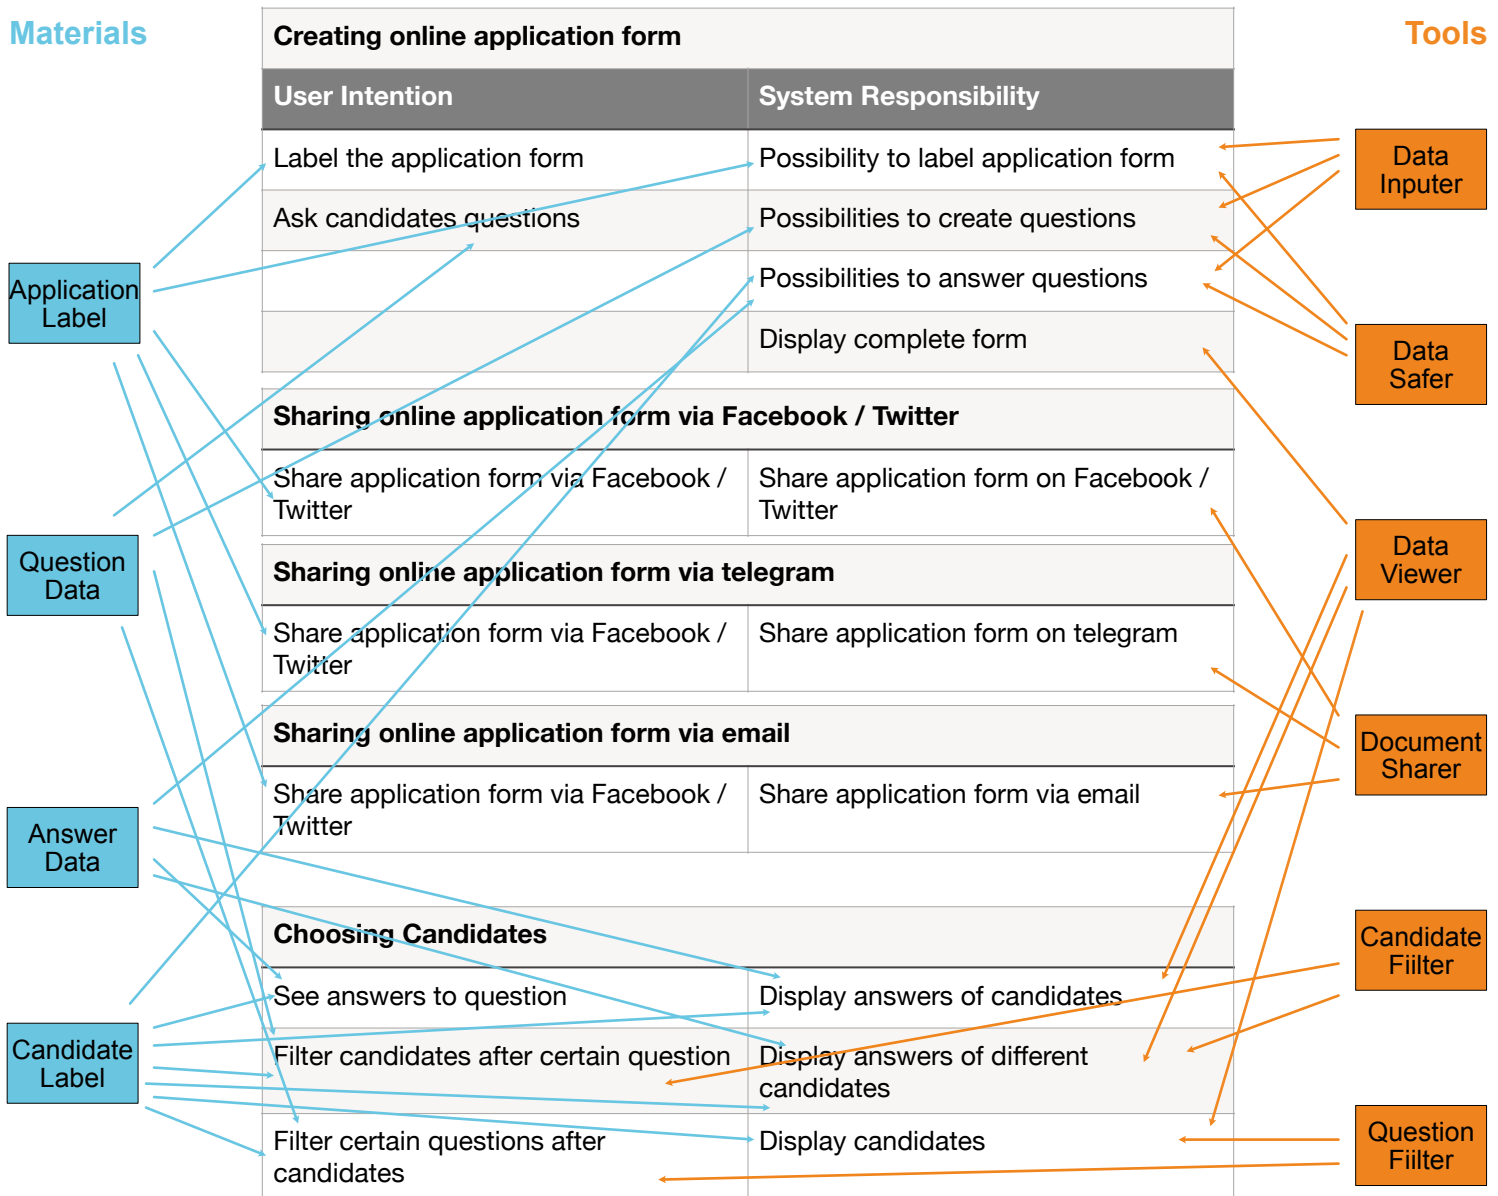 Materials
Tools
Creating online application form
User Intention
System Responsibility
Label the application form
Possibility to label application form
Ask candidates questions
Possibilities to create questions
Possibilities to answer questions
Display complete form
Sharing online application form via Facebook / Twitter
Share application form via Facebook /
Twitter
Share application form on Facebook /
Twitter
Sharing online application form via telegram
Share application form via Facebook /
Twitter
Share application form on telegram
Sharing online application form via email
Share application form via Facebook /
Twitter
Share application form via email
Choosing Candidates
See answers to question
Display answers of candidates
Filter candidates after certain question
Display answers of different
candidates
Filter certain questions after
candidates
Display candidates
Application
Label
Question
Data
Answer
Data
Candidate
Label
Data
Inputer
Data
Safer
Data
Viewer
Document
Sharer
Candidate
Fiilter
Question
Fiilter